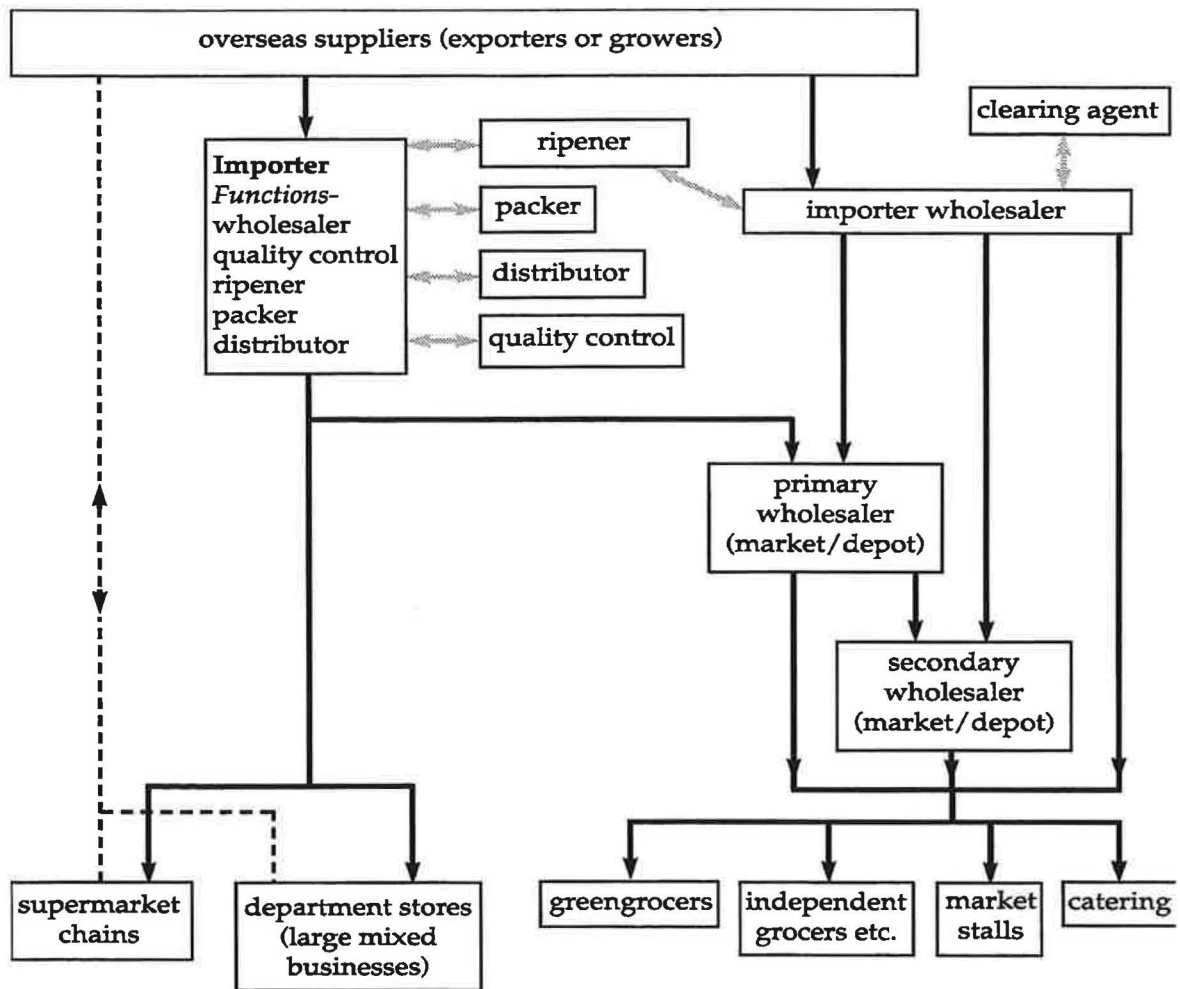 overseas suppliers (exporters or growers)
clearing agent
Importer
Functions-
wholesaler
quality control
ripener
packer
distributor
ripener
packer
distributor
quality control
importer wholesaler
primary
wholesaler
(market/depot)
secondary
wholesaler
(market/depot)
supermarket
chains
department stores
(large mixed
businesses)
greengrocers
independent
grocers etc.
market
stalls
catering